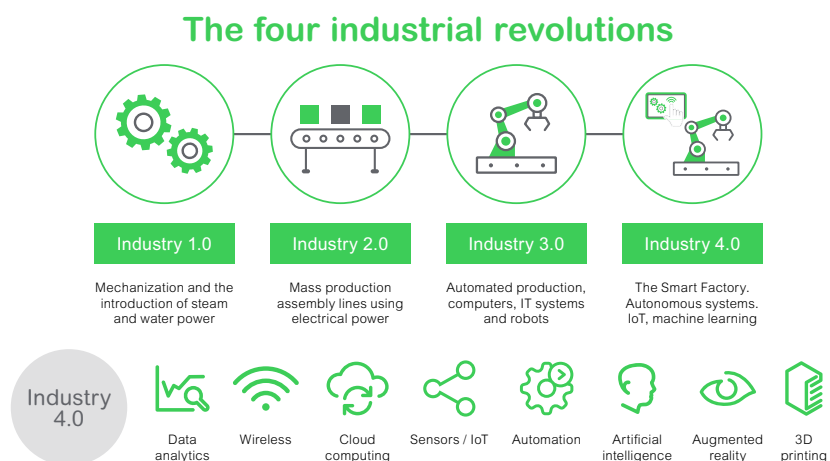 The four industrial revolutions
Industry 1.0
Industry 2.0
Industry 3.0
Industry 4.0
Mechanization and the
introduction of steam
and water power
Mass production
assembly lines using
electrical power
Automated production,
computers, IT systems
and robots
The Smart Factory.
Autonomous systems.
IoT, machine learning
Industry
4.0
Data
analytics
Wireless
Cloud
computing
Sensors / IoT
Automation
Artificial
intelligence
Augmented
reality
3D
printing